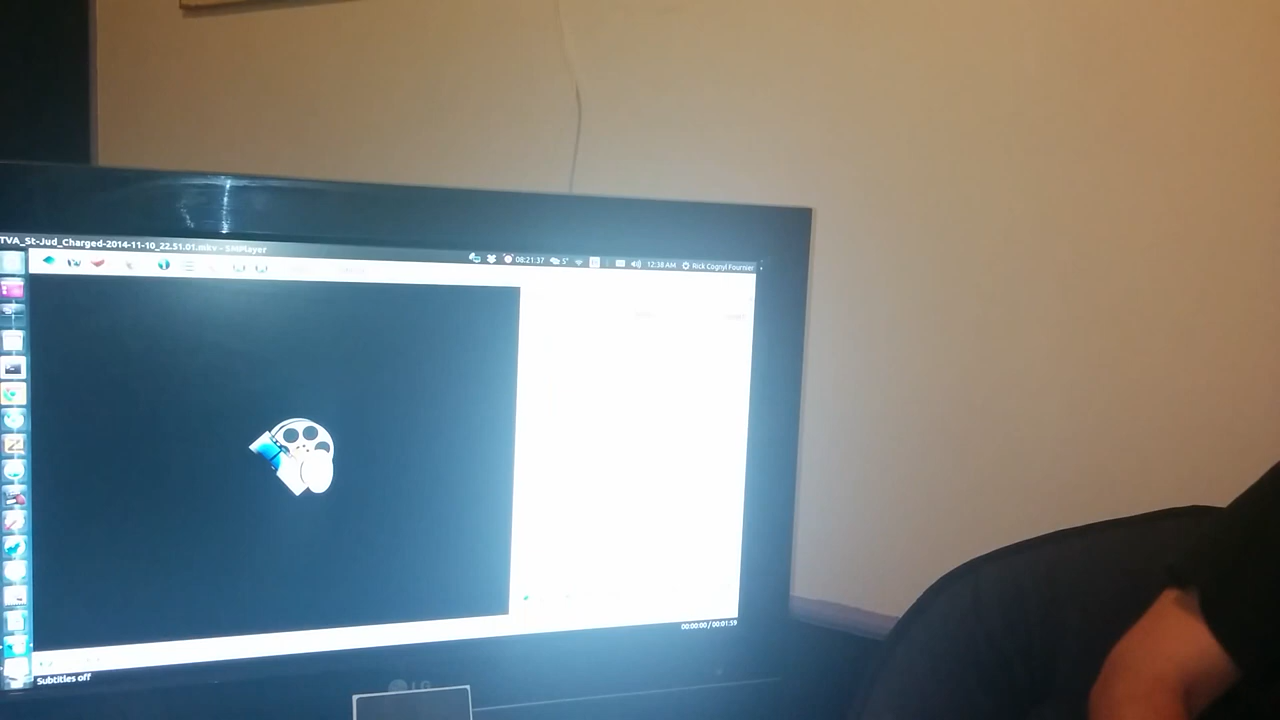 TVA_St-Jud_Charged-2014-11-10_22.51.01.mkv - SMPlayer
08:21:37 5° 12:38 AM Rick Cognyl Fournier
00:00:00 / 00:01:59
Subtitles off
LG